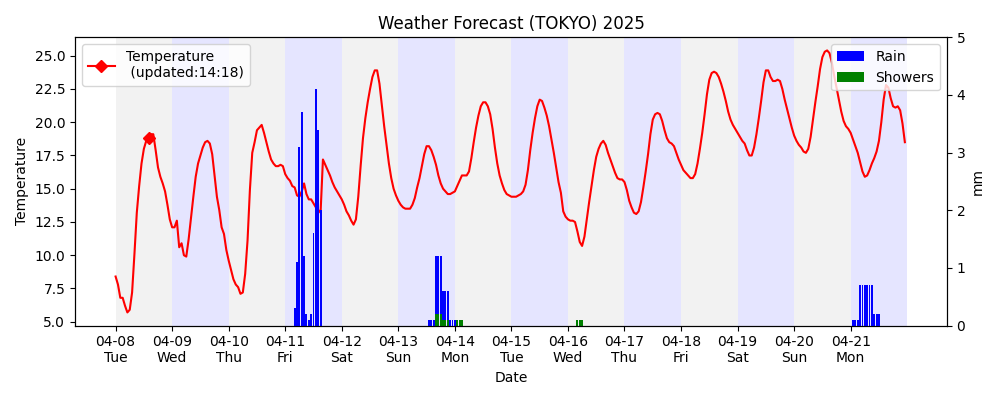 Weather Forecast (TOKYO) 2025
Temperature
(updated:14:18)
Rain
Showers
Temperature
25.0
22.5
20.0
17.5
15.0
12.5
10.0
7.5
5.0
5
4
3
2
1
0
mm
04-08 04-09 04-10 04-11 04-12 04-13 04-14 04-15 04-16 04-17 04-18 04-19 04-20 04-21
Tue Wed Thu Fri Sat Sun Mon Tue Wed Thu Fri Sat Sun Mon
Date